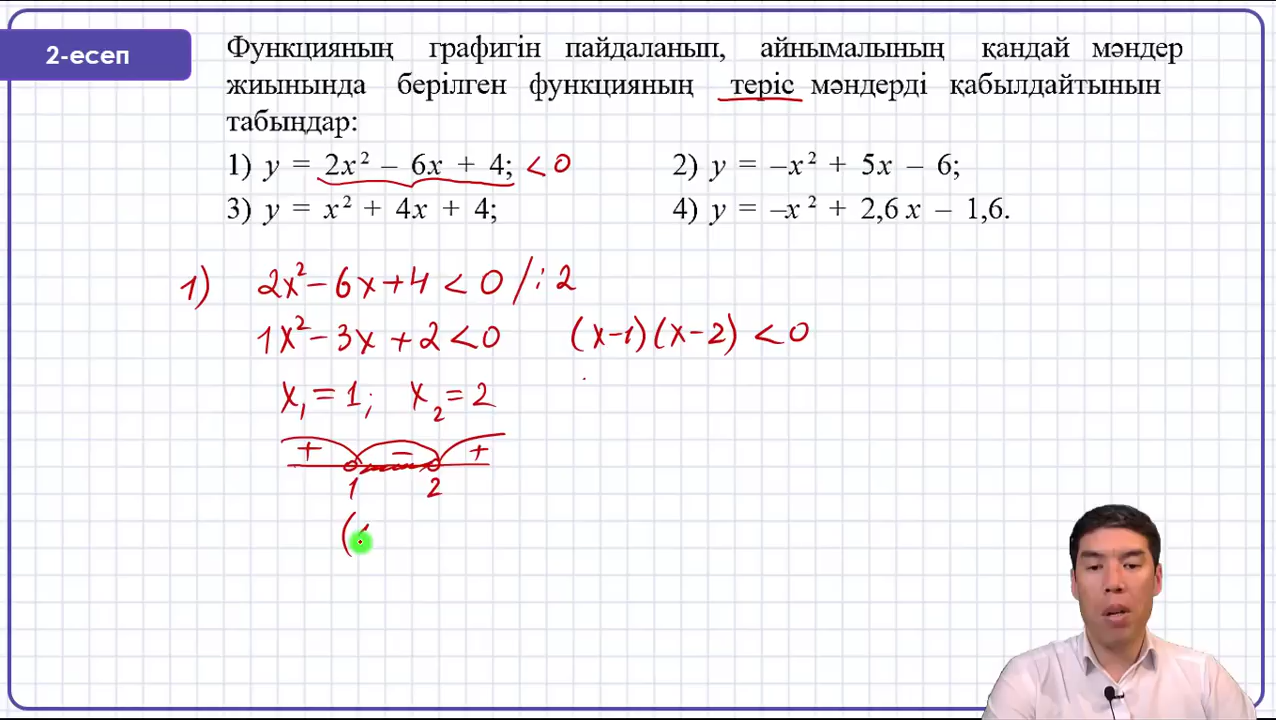 2-есеп
Функцияның графигін пайдаланып, айнымалының қандай мәндер
жиынында берілген функцияның теріс мәндерді қабылдайтынын
табыңдар:
1) y = 2x² – 6x + 4; < 0
2) y = –x² + 5x – 6;
3) y = x² + 4x + 4;
4) y = –x² + 2,6 x – 1,6.
1) 2x² – 6x + 4 < 0 /:2
1x² – 3x + 2 < 0 (x-1)(x-2) < 0
x₁ = 1; x₂ = 2
+ – +
1 2
(